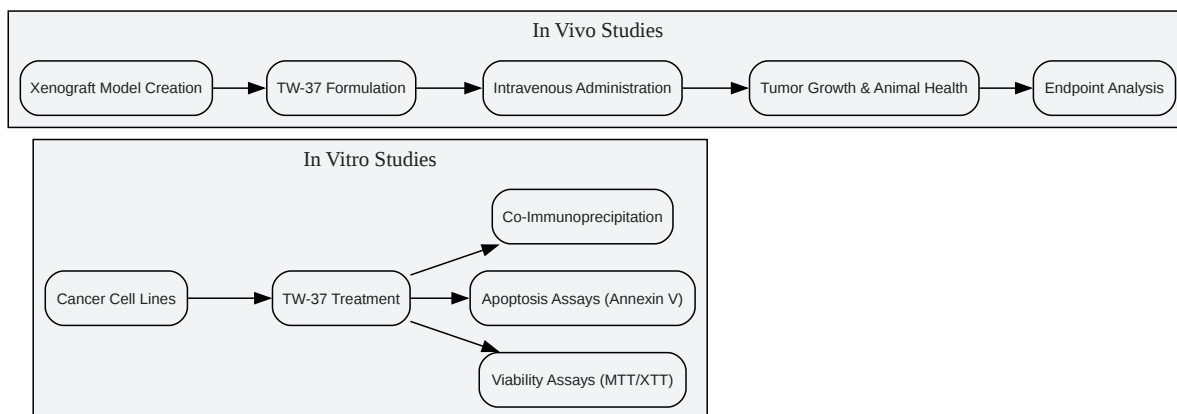 In Vivo Studies
Xenograft Model Creation
TW-37 Formulation
Intravenous Administration
Tumor Growth & Animal Health
Endpoint Analysis
In Vitro Studies
Cancer Cell Lines
TW-37 Treatment
Co-Immunoprecipitation
Apoptosis Assays (Annexin V)
Viability Assays (MTT/XTT)